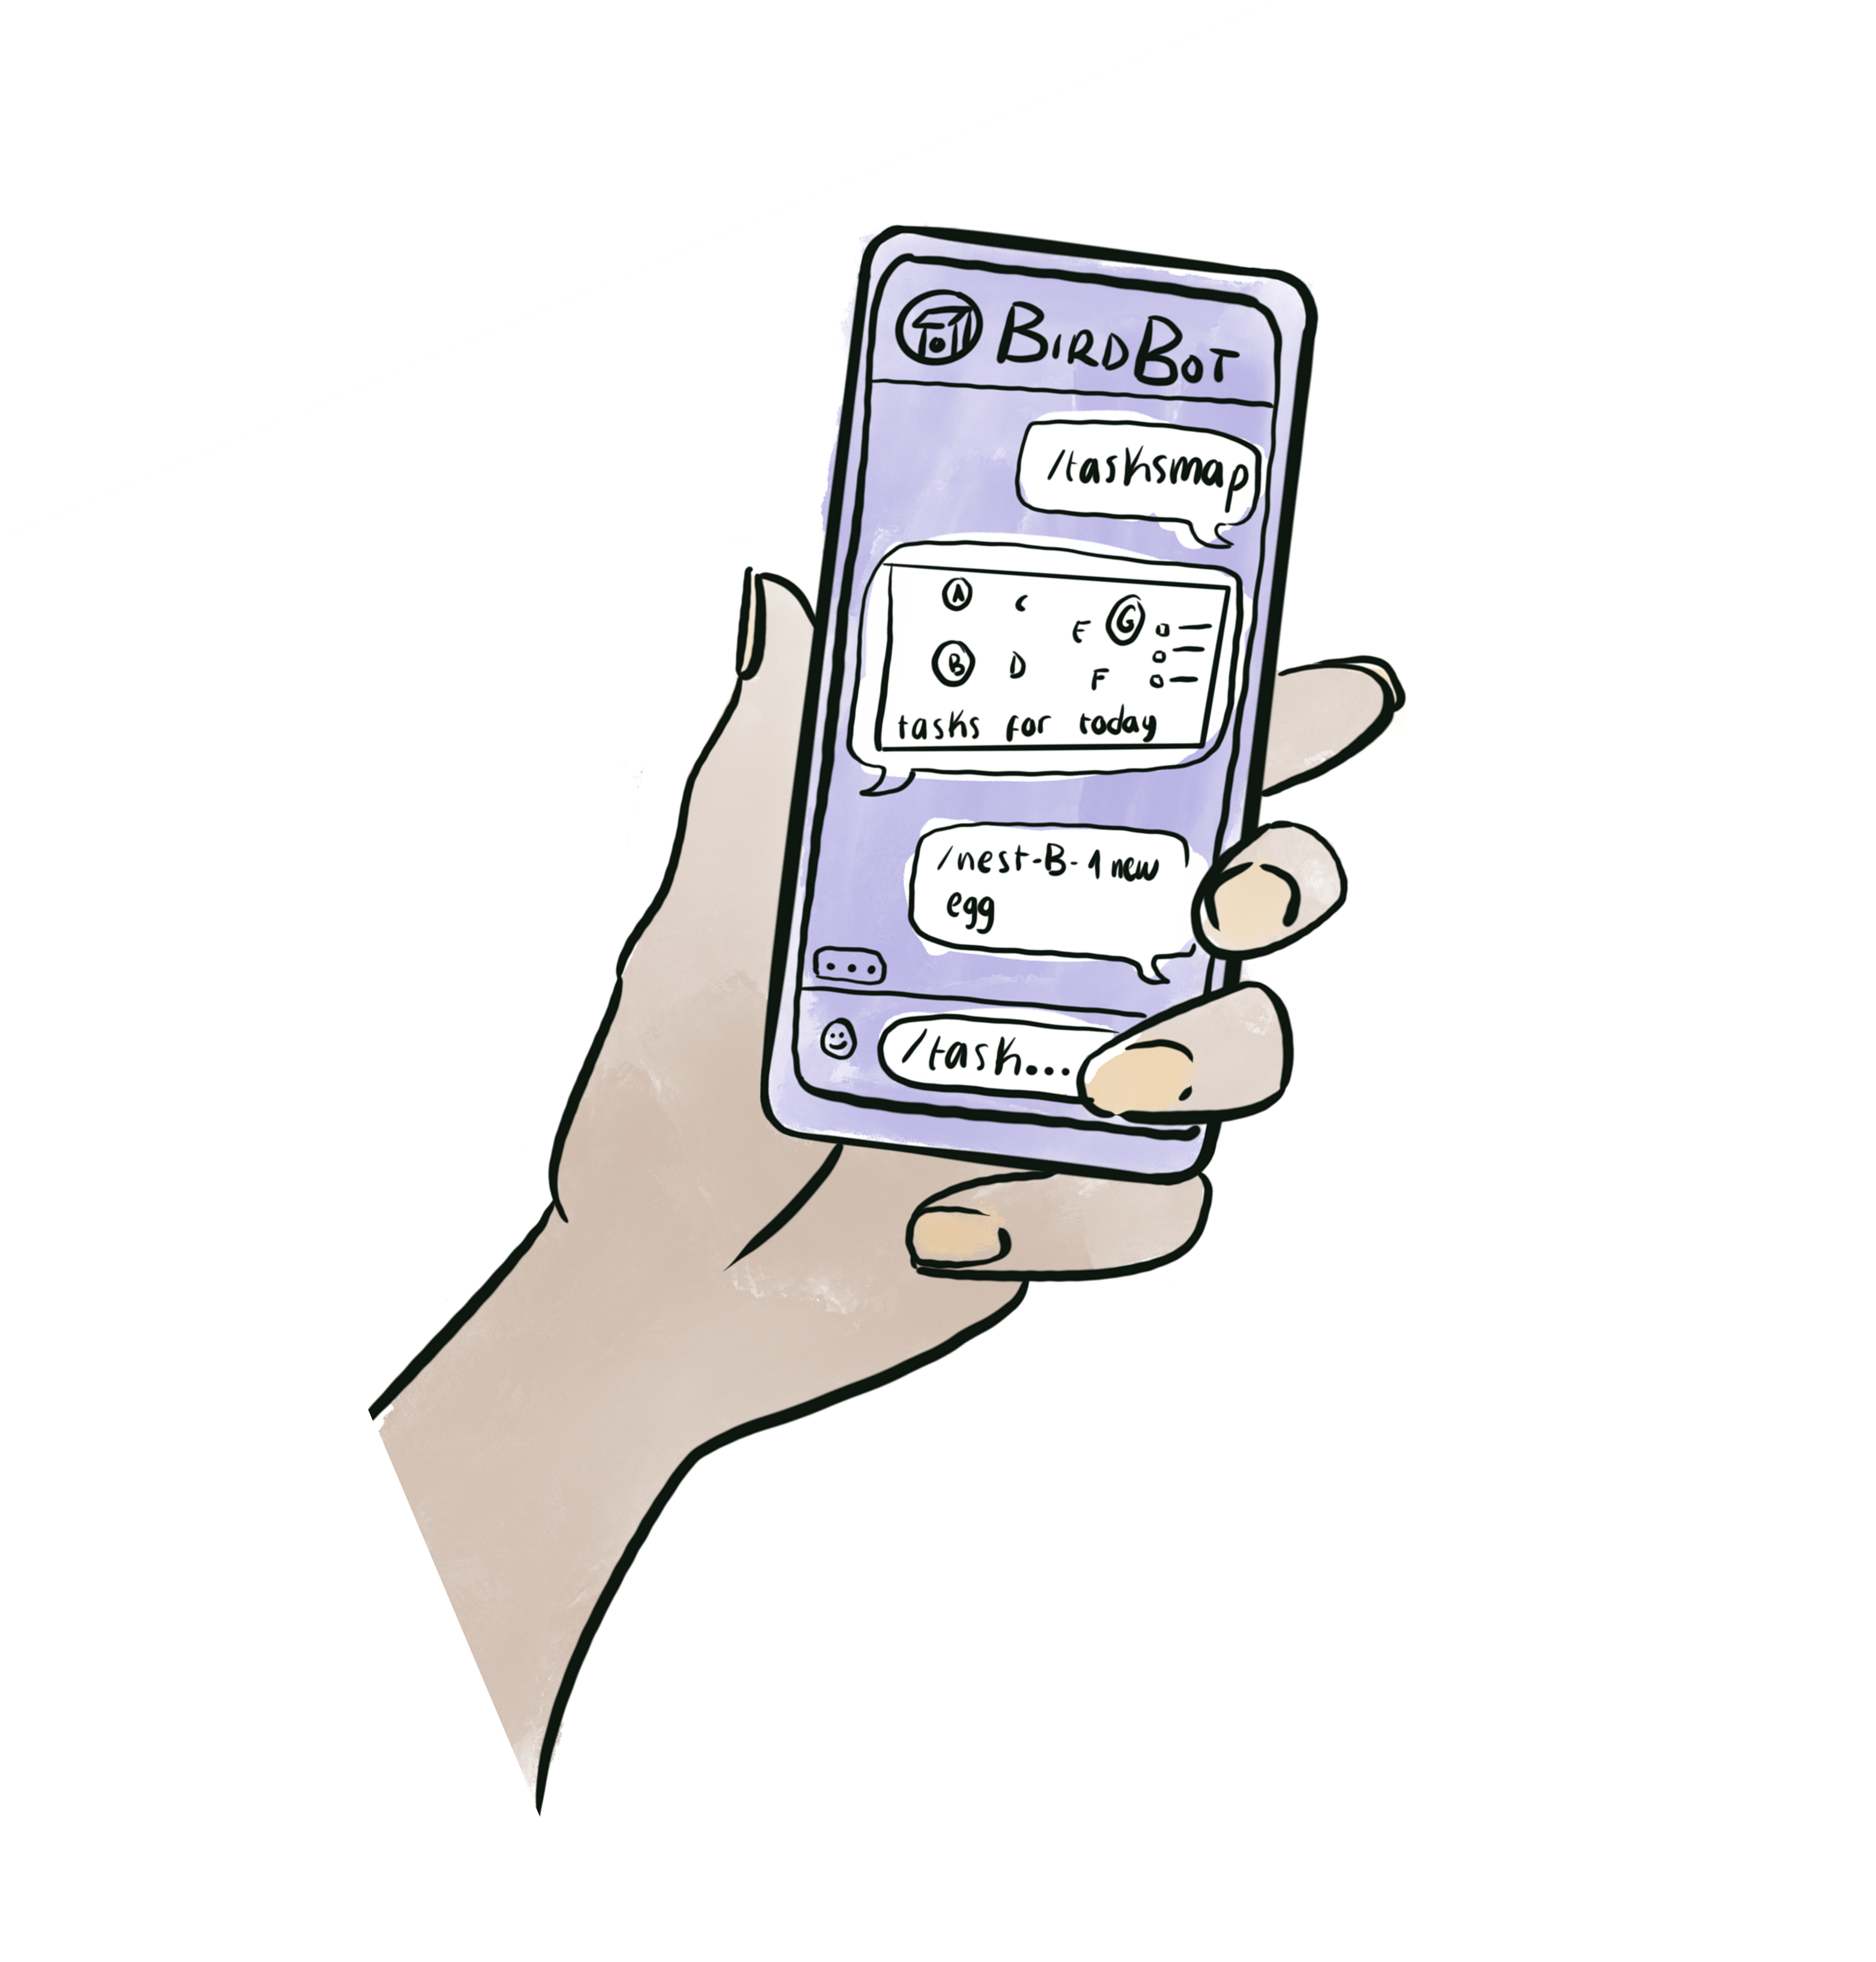 BIRDBOT
/tasksmap
A C E G
B D F
tasks for today
/nest-B-1 new
egg
/task...